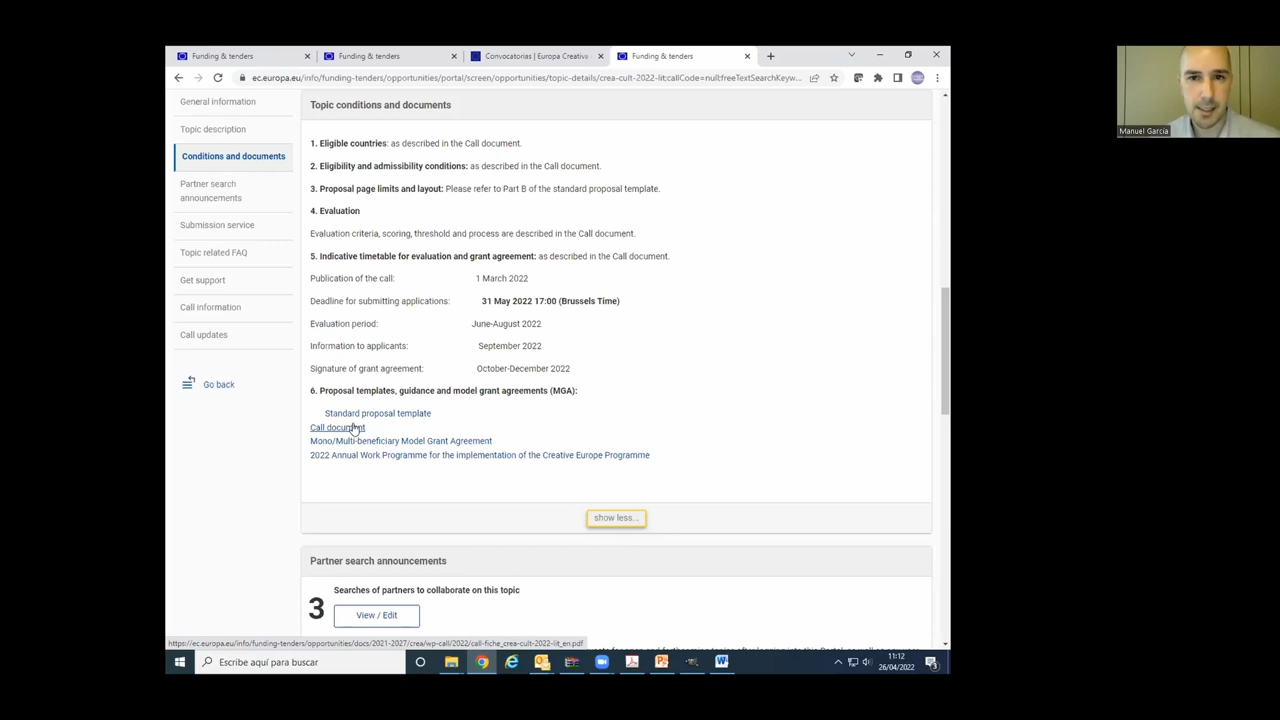 Funding & tenders
Funding & tenders
Convocatorias | Europa Creativa
Funding & tenders
ec.europa.eu/info/funding-tenders/opportunities/portal/screen/opportunities/topic-details/crea-cult-2022-lit;callCode=null;freeTextSearchKeyw...
Manuel García
General information
Topic description
Conditions and documents
Partner search
announcements
Submission service
Topic related FAQ
Get support
Call information
Call updates
Go back
Topic conditions and documents
1. Eligible countries: as described in the Call document.
2. Eligibility and admissibility conditions: as described in the Call document.
3. Proposal page limits and layout: Please refer to Part B of the standard proposal template.
4. Evaluation
Evaluation criteria, scoring, threshold and process are described in the Call document.
5. Indicative timetable for evaluation and grant agreement: as described in the Call document.
Publication of the call: 1 March 2022
Deadline for submitting applications: 31 May 2022 17:00 (Brussels Time)
Evaluation period: June-August 2022
Information to applicants: September 2022
Signature of grant agreement: October-December 2022
6. Proposal templates, guidance and model grant agreements (MGA):
Standard proposal template
Call document
Mono/Multi-beneficiary Model Grant Agreement
2022 Annual Work Programme for the implementation of the Creative Europe Programme
show less...
Partner search announcements
3
Searches of partners to collaborate on this topic
View / Edit
https://ec.europa.eu/info/funding-tenders/opportunities/docs/2021-2027/crea/wp-call/2022/call-fiche_crea-cult-2022-lit_en.pdf
Escribe aquí para buscar
11:12
26/04/2022